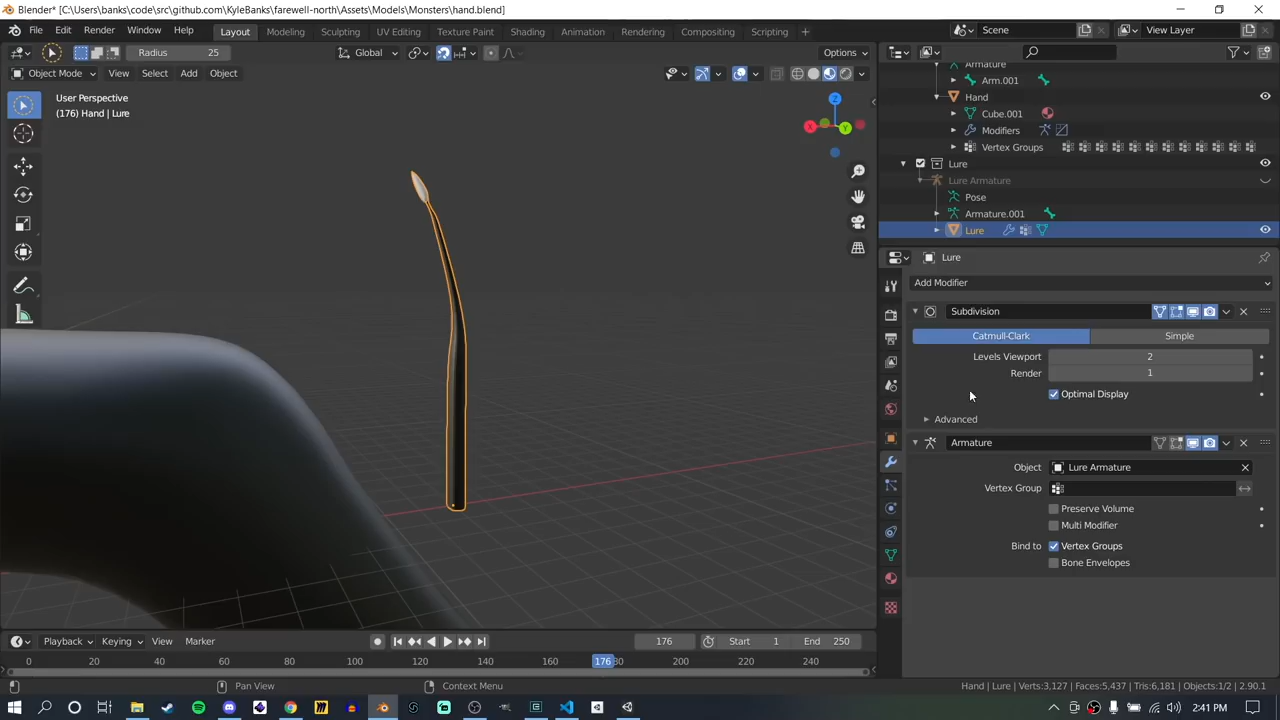 Blender* [C:\Users\banks\code\src\github.com\KyleBanks\farewell-north\Assets\Models\Monsters\hand.blend]
File Edit Render Window Help Layout Modeling Sculpting UV Editing Texture Paint Shading Animation Rendering Compositing Scripting + Scene View Layer
Radius 25 Global Options
Object Mode View Select Add Object
User Perspective
(176) Hand | Lure
Z
X
Y
Armature
Arm.001
Hand
Cube.001
Modifiers
Vertex Groups
Lure
Lure Armature
Pose
Armature.001
Lure
Lure
Add Modifier
Subdivision
Catmull-Clark Simple
Levels Viewport 2
Render 1
Optimal Display
Advanced
Armature
Object Lure Armature
Vertex Group
Preserve Volume
Multi Modifier
Bind to Vertex Groups
Bone Envelopes
Playback Keying View Marker 176 Start 1 End 250
0 20 40 60 80 100 120 140 160 176 180 200 220 240
Pan View Context Menu Hand | Lure | Verts:3,127 | Faces:5,437 | Tris:6,181 | Objects:1/2 | 2.90.1
2:41 PM